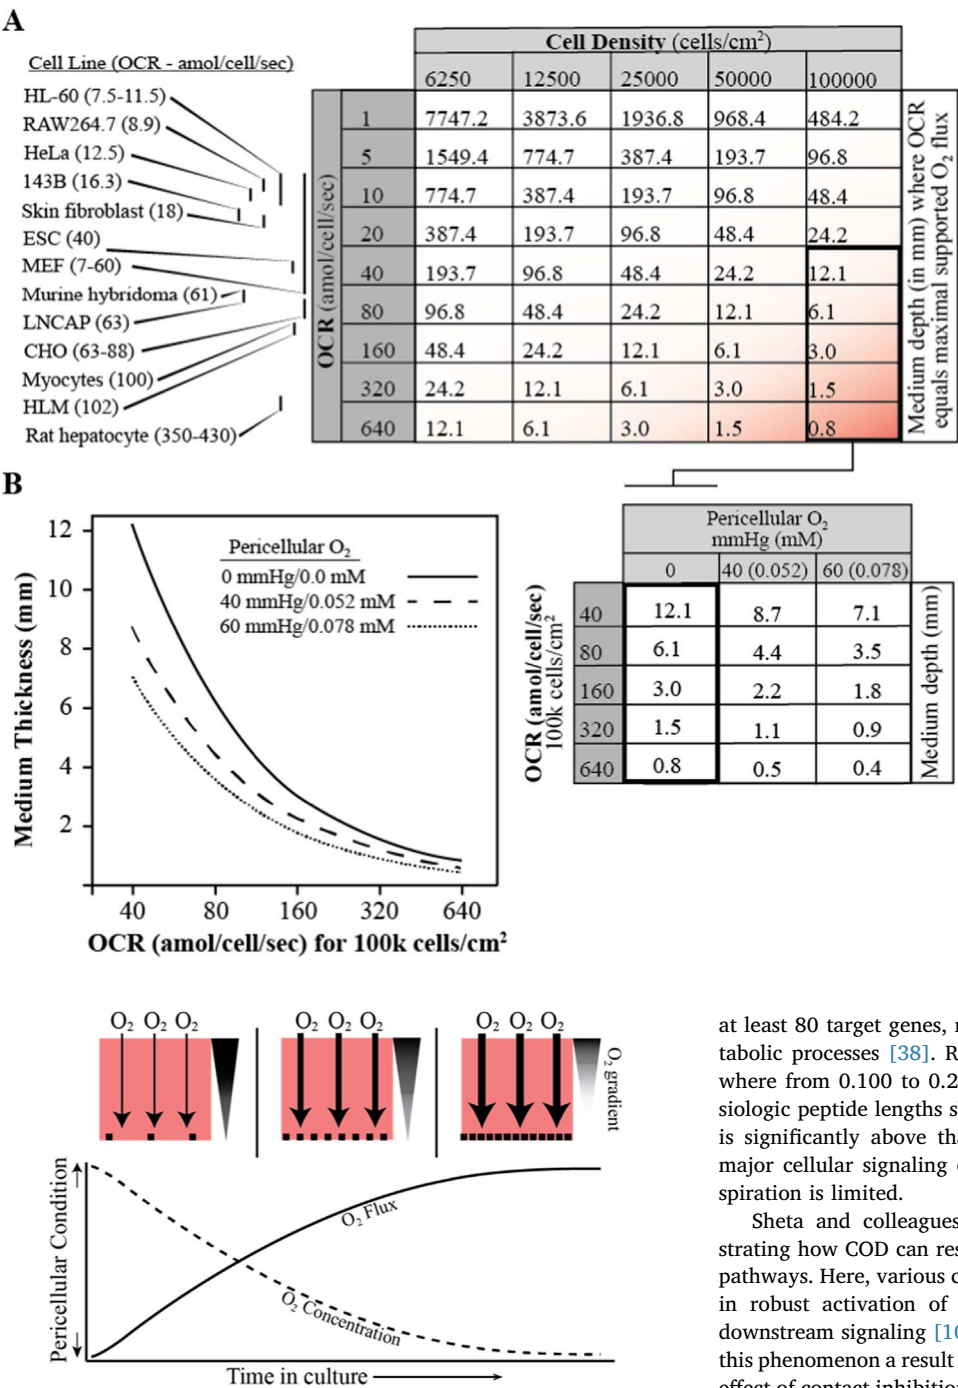 A
Cell Line (OCR - amol/cell/sec)
HL-60 (7.5-11.5)
RAW264.7 (8.9)
HeLa (12.5)
143B (16.3)
Skin fibroblast (18)
ESC (40)
MEF (7-60)
Murine hybridoma (61)
LNCAP (63)
CHO (63-88)
Myocytes (100)
HLM (102)
Rat hepatocyte (350-430)
Cell Density (cells/cm²)
6250 12500 25000 50000 100000
OCR (amol/cell/sec)
1 7747.2 3873.6 1936.8 968.4 484.2
5 1549.4 774.7 387.4 193.7 96.8
10 774.7 387.4 193.7 96.8 48.4
20 387.4 193.7 96.8 48.4 24.2
40 193.7 96.8 48.4 24.2 12.1
80 96.8 48.4 24.2 12.1 6.1
160 48.4 24.2 12.1 6.1 3.0
320 24.2 12.1 6.1 3.0 1.5
640 12.1 6.1 3.0 1.5 0.8
Medium depth (in mm) where OCR
equals maximal supported O₂ flux
B
Medium Thickness (mm)
12
10
8
6
4
2
Pericellular O₂
0 mmHg/0.0 mM
40 mmHg/0.052 mM
60 mmHg/0.078 mM
40 80 160 320 640
OCR (amol/cell/sec) for 100k cells/cm²
Pericellular O₂
mmHg (mM)
0 40 (0.052) 60 (0.078)
OCR (amol/cell/sec)
100k cells/cm²
40 12.1 8.7 7.1
80 6.1 4.4 3.5
160 3.0 2.2 1.8
320 1.5 1.1 0.9
640 0.8 0.5 0.4
Medium depth (mm)
O₂ O₂ O₂ O₂ O₂ O₂ O₂ O₂ O₂
O₂ gradient
Pericellular Condition
O₂ Flux
O₂ Concentration
Time in culture
at least 80 target genes,
tabolic processes [38]. R
where from 0.100 to 0.2
siologic peptide lengths s
is significantly above tha
major cellular signaling
spiration is limited.
Sheta and colleagues
strating how COD can res
pathways. Here, various c
in robust activation of
downstream signaling [10
this phenomenon a result
effect of contact inhibition